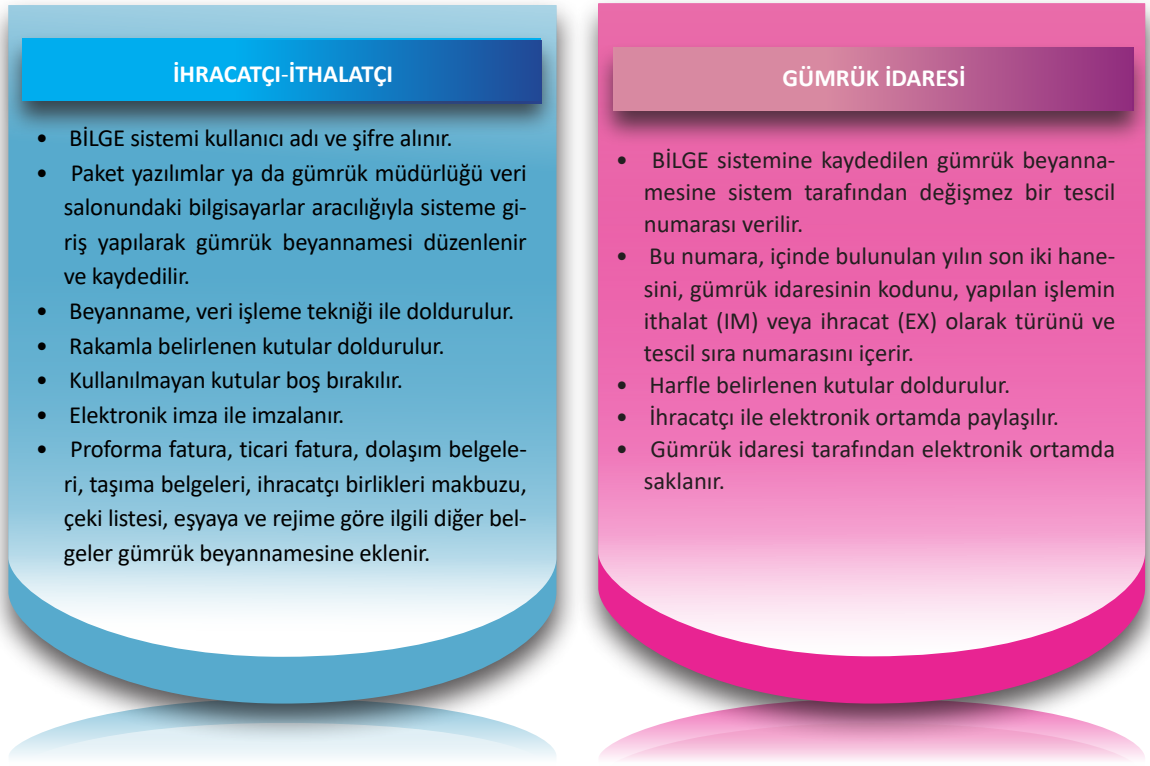 İHRACATÇI-İTHALATÇI
• BİLGE sistemi kullanıcı adı ve şifre alınır.
• Paket yazılımlar ya da gümrük müdürlüğü veri
salonundaki bilgisayarlar aracılığıyla sisteme gi-
riş yapılarak gümrük beyannamesi düzenlenir
ve kaydedilir.
• Beyanname, veri işleme tekniği ile doldurulur.
• Rakamla belirlenen kutular doldurulur.
• Kullanılmayan kutular boş bırakılır.
• Elektronik imza ile imzalanır.
• Proforma fatura, ticari fatura, dolaşım belgele-
ri, taşıma belgeleri, ihracatçı birlikleri makbuzu,
çeki listesi, eşyaya ve rejime göre ilgili diğer bel-
geler gümrük beyannamesine eklenir.
GÜMRÜK İDARESİ
• BİLGE sistemine kaydedilen gümrük beyanna-
mesine sistem tarafından değişmez bir tescil
numarası verilir.
• Bu numara, içinde bulunulan yılın son iki hane-
sini, gümrük idaresinin kodunu, yapılan işlemin
ithalat (IM) veya ihracat (EX) olarak türünü ve
tescil sıra numarasını içerir.
• Harfle belirlenen kutular doldurulur.
• İhracatçı ile elektronik ortamda paylaşılır.
• Gümrük idaresi tarafından elektronik ortamda
saklanır.